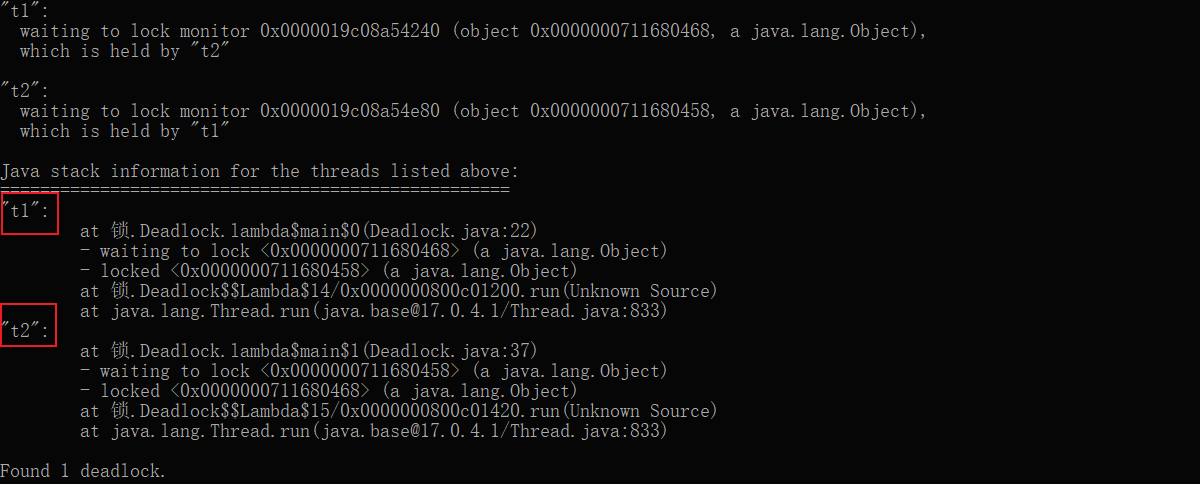 "t1":
  waiting to lock monitor 0x0000019c08a54240 (object 0x0000000711680468, a java.lang.Object),
  which is held by "t2"

"t2":
  waiting to lock monitor 0x0000019c08a54e80 (object 0x0000000711680458, a java.lang.Object),
  which is held by "t1"

Java stack information for the threads listed above:
===================================================
"t1":
        at 锁.Deadlock.lambda$main$0(Deadlock.java:22)
        - waiting to lock <0x0000000711680468> (a java.lang.Object)
        - locked <0x0000000711680458> (a java.lang.Object)
        at 锁.Deadlock$$Lambda$14/0x0000000800c01200.run(Unknown Source)
        at java.lang.Thread.run(java.base@17.0.4.1/Thread.java:833)
"t2":
        at 锁.Deadlock.lambda$main$1(Deadlock.java:37)
        - waiting to lock <0x0000000711680458> (a java.lang.Object)
        - locked <0x0000000711680468> (a java.lang.Object)
        at 锁.Deadlock$$Lambda$15/0x0000000800c01420.run(Unknown Source)
        at java.lang.Thread.run(java.base@17.0.4.1/Thread.java:833)

Found 1 deadlock.